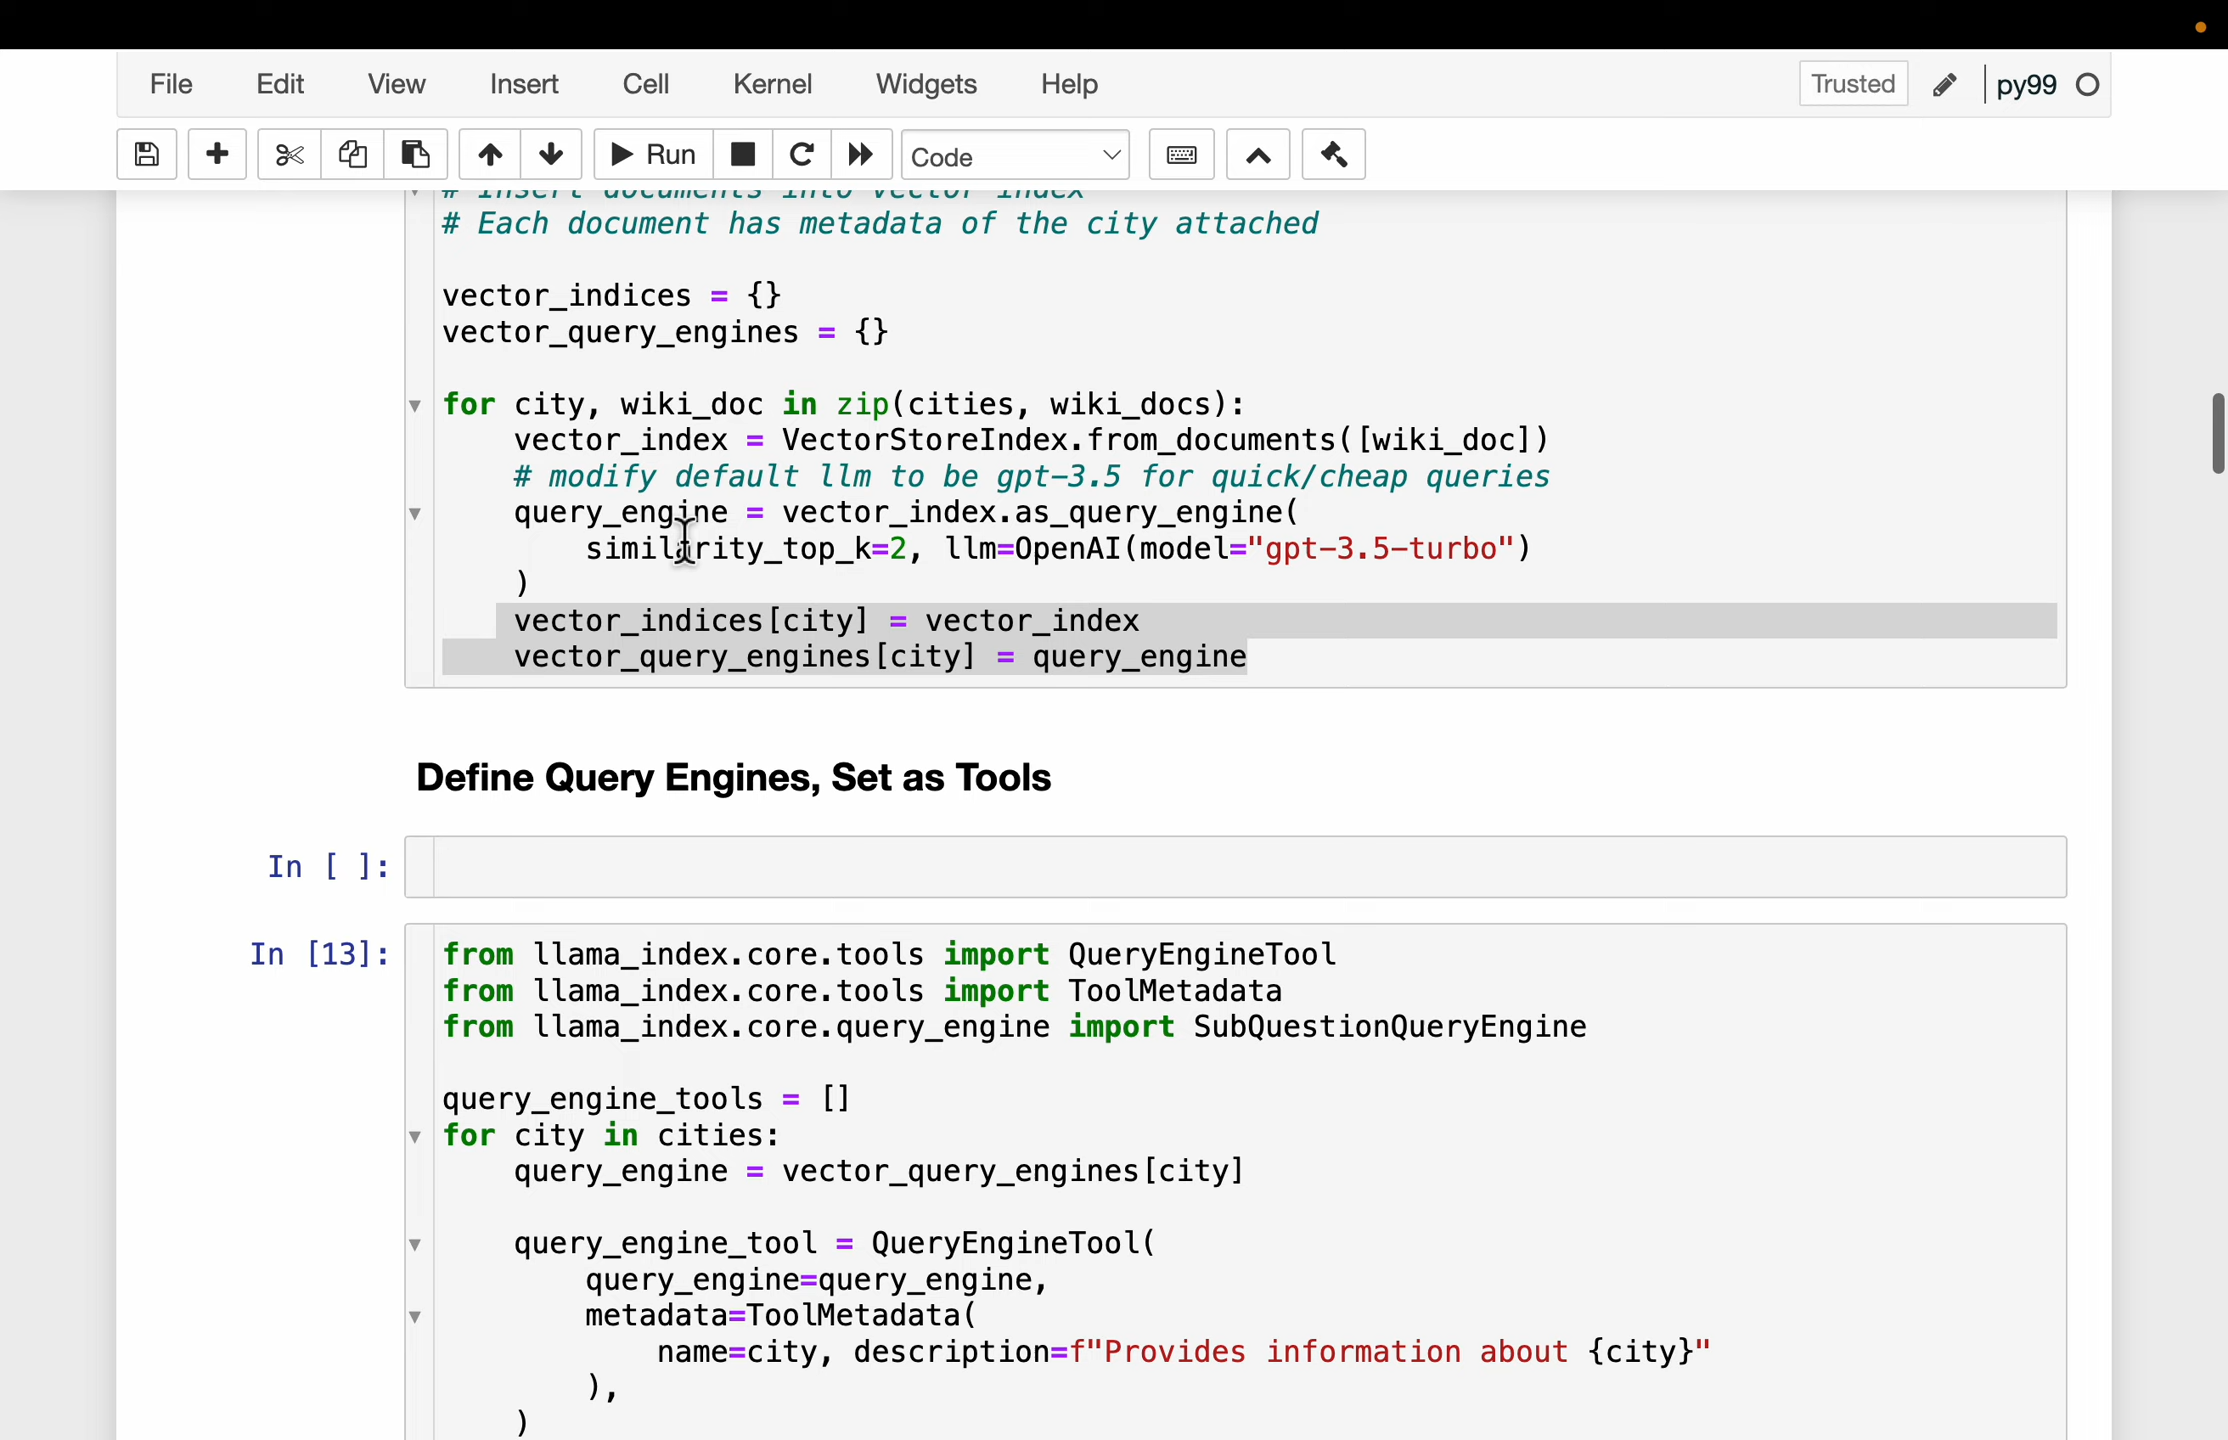 File Edit View Insert Cell Kernel Widgets Help Trusted py99
Run Code
# Insert documents into vector index
# Each document has metadata of the city attached
vector_indices = {}
vector_query_engines = {}
for city, wiki_doc in zip(cities, wiki_docs):
    vector_index = VectorStoreIndex.from_documents([wiki_doc])
    # modify default llm to be gpt-3.5 for quick/cheap queries
    query_engine = vector_index.as_query_engine(
        similarity_top_k=2, llm=OpenAI(model="gpt-3.5-turbo")
    )
    vector_indices[city] = vector_index
    vector_query_engines[city] = query_engine
Define Query Engines, Set as Tools
In [ ]:
In [13]:
from llama_index.core.tools import QueryEngineTool
from llama_index.core.tools import ToolMetadata
from llama_index.core.query_engine import SubQuestionQueryEngine
query_engine_tools = []
for city in cities:
    query_engine = vector_query_engines[city]
    query_engine_tool = QueryEngineTool(
        query_engine=query_engine,
        metadata=ToolMetadata(
            name=city, description=f"Provides information about {city}"
        ),
    )